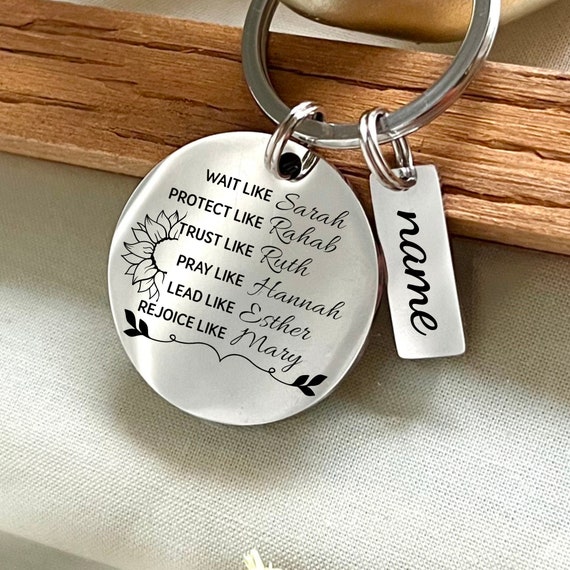 WAIT LIKE Sarah
PROTECT LIKE Rahab
TRUST LIKE Ruth
PRAY LIKE Hannah
LEAD LIKE Esther
REJOICE LIKE Mary
name